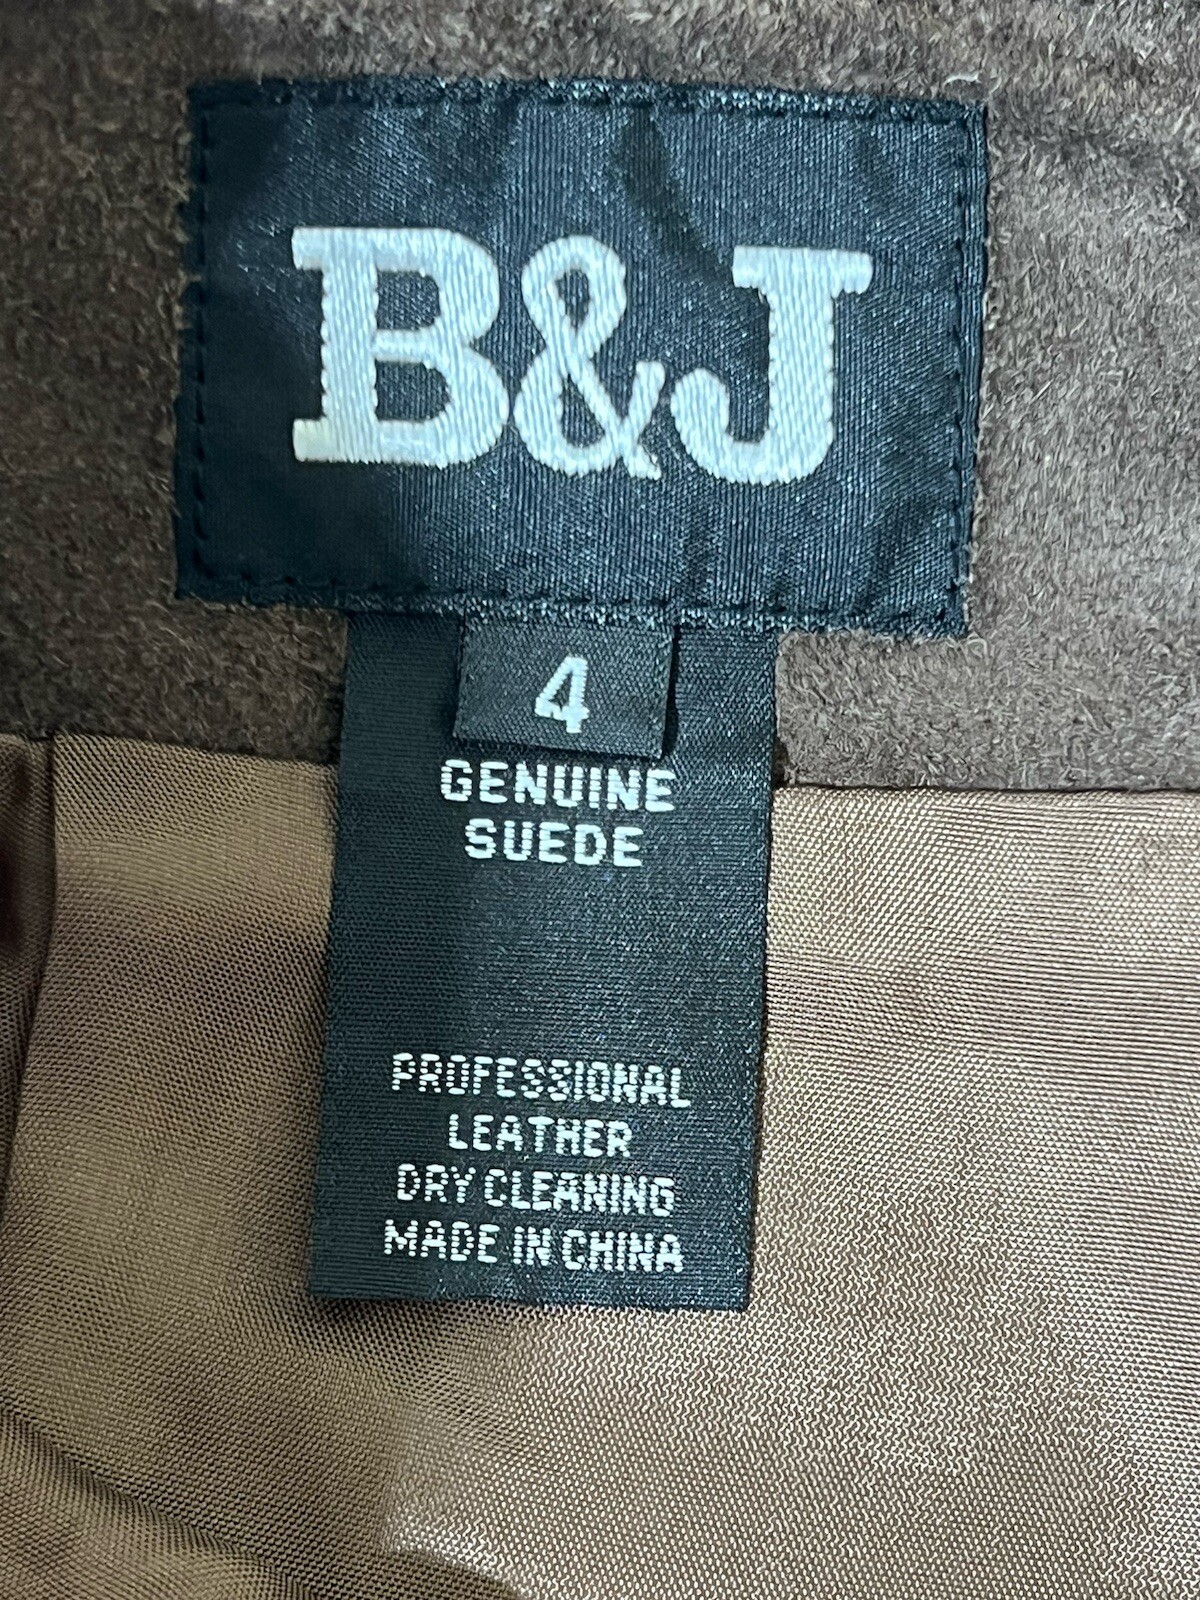 B&J
4
GENUINE
SUEDE
PROFESSIONAL
LEATHER
DRY CLEANING
MADE IN CHINA